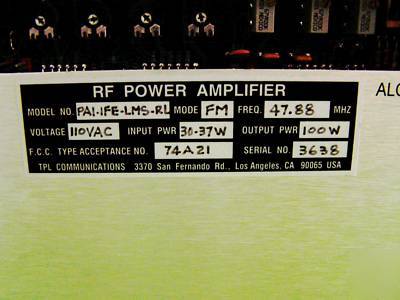 RF POWER AMPLIFIER
MODEL NO. PA1-1FE-LMS-RL MODE FM FREQ. 47.88 MHZ
VOLTAGE 110VAC INPUT PWR 30-37W OUTPUT PWR 100W
F.C.C. TYPE ACCEPTANCE NO. 74A21 SERIAL NO. 3638
TPL COMMUNICATIONS 3370 San Fernando Rd., Los Angeles, CA 90065 USA